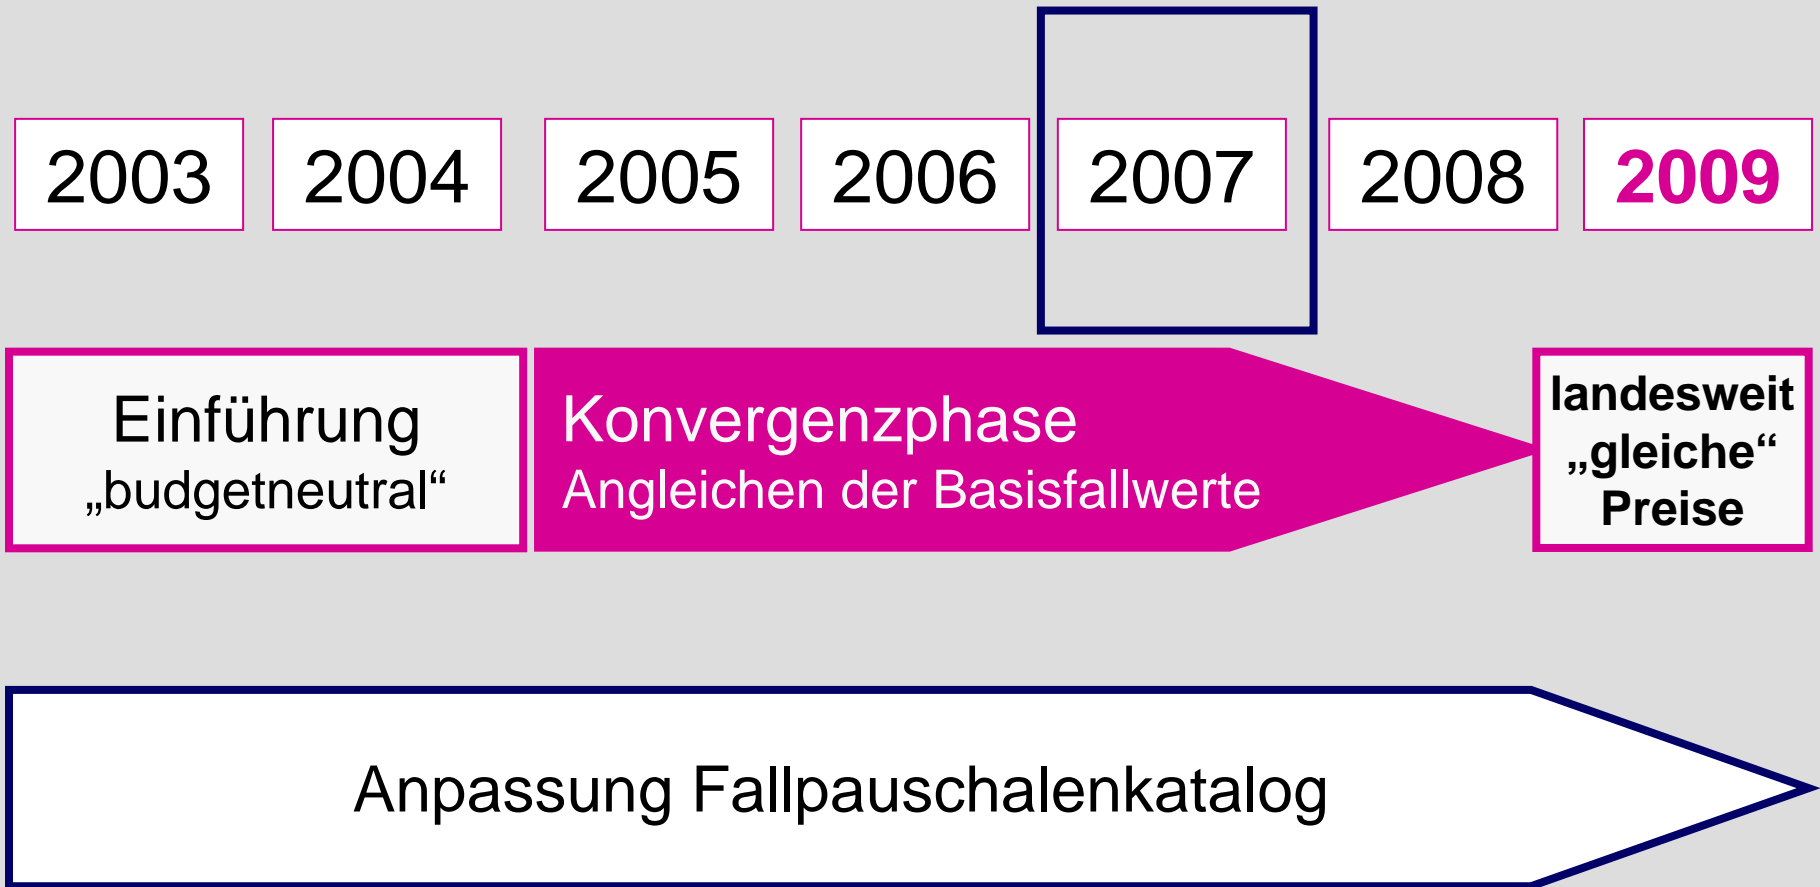 2003 2004 2005 2006 2007 2008 2009
Einführung
„budgetneutral“
Konvergenzphase
Angleichen der Basisfallwerte
landesweit
„gleiche“
Preise
Anpassung Fallpauschalenkatalog